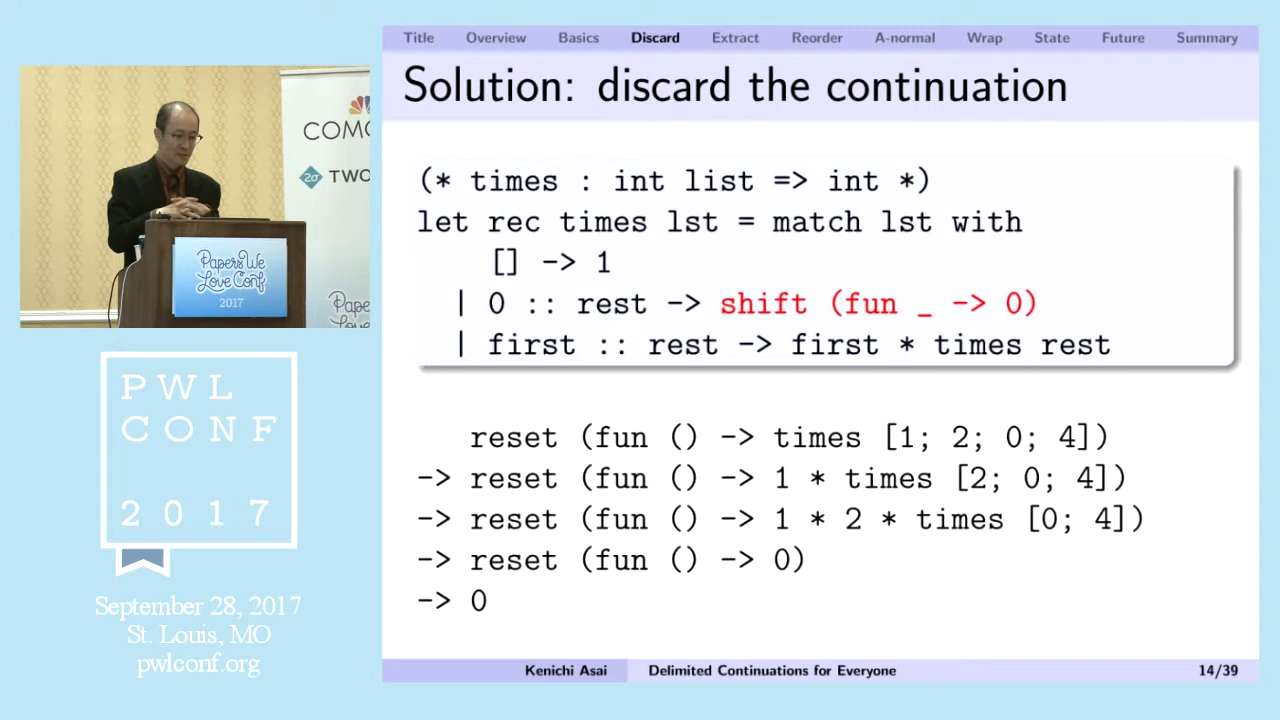 Title Overview Basics Discard Extract Reorder A-normal Wrap State Future Summary
Solution: discard the continuation
(* times : int list => int *)
let rec times lst = match lst with
[] -> 1
| 0 :: rest -> shift (fun _ -> 0)
| first :: rest -> first * times rest
reset (fun () -> times [1; 2; 0; 4])
-> reset (fun () -> 1 * times [2; 0; 4])
-> reset (fun () -> 1 * 2 * times [0; 4])
-> reset (fun () -> 0)
-> 0
Kenichi Asai Delimited Continuations for Everyone 14/39
COMC
2σ TWO
Papers We
Love Conf
2017
Pape
Lov
PWL
CONF
2017
September 28, 2017
St. Louis, MO
pwlconf.org